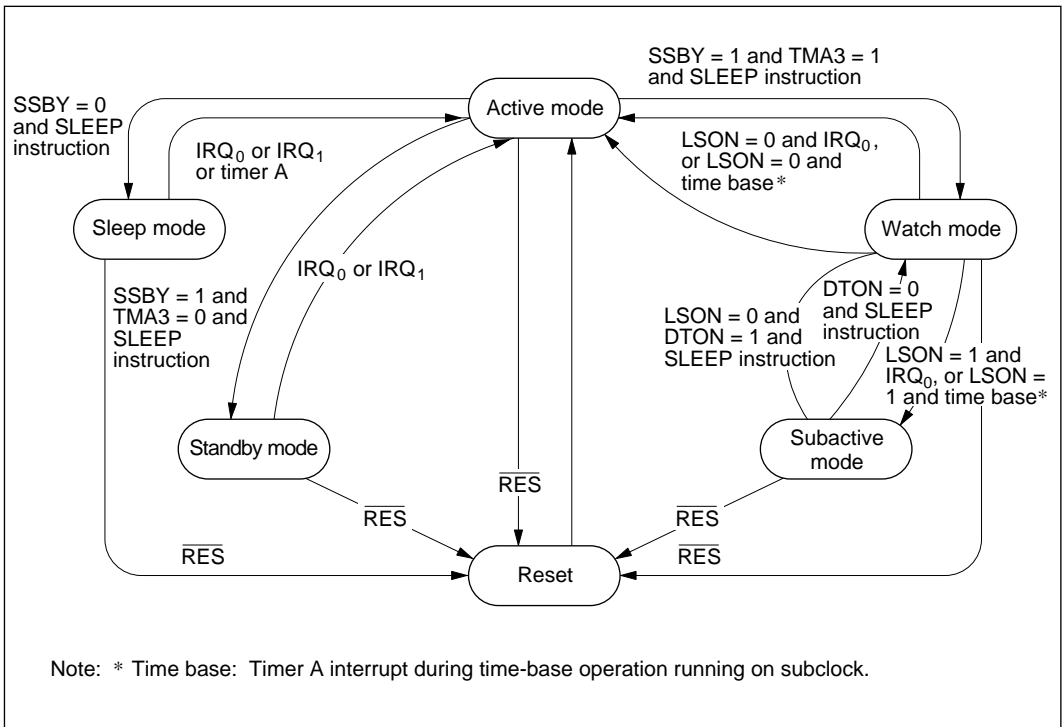 SSBY = 1 and TMA3 = 1
and SLEEP instruction
Active mode
SSBY = 0
and SLEEP
instruction
IRQ0 or IRQ1
or timer A
LSON = 0 and IRQ0,
or LSON = 0 and
time base*
Sleep mode
Watch mode
IRQ0 or IRQ1
SSBY = 1 and
TMA3 = 0 and
SLEEP
instruction
LSON = 0 and
DTON = 1 and
SLEEP instruction
DTON = 0
and SLEEP
instruction
LSON = 1 and
IRQ0, or LSON =
1 and time base*
Standby mode
Subactive
mode
RES
RES
RES
RES
RES
Reset
Note: * Time base: Timer A interrupt during time-base operation running on subclock.